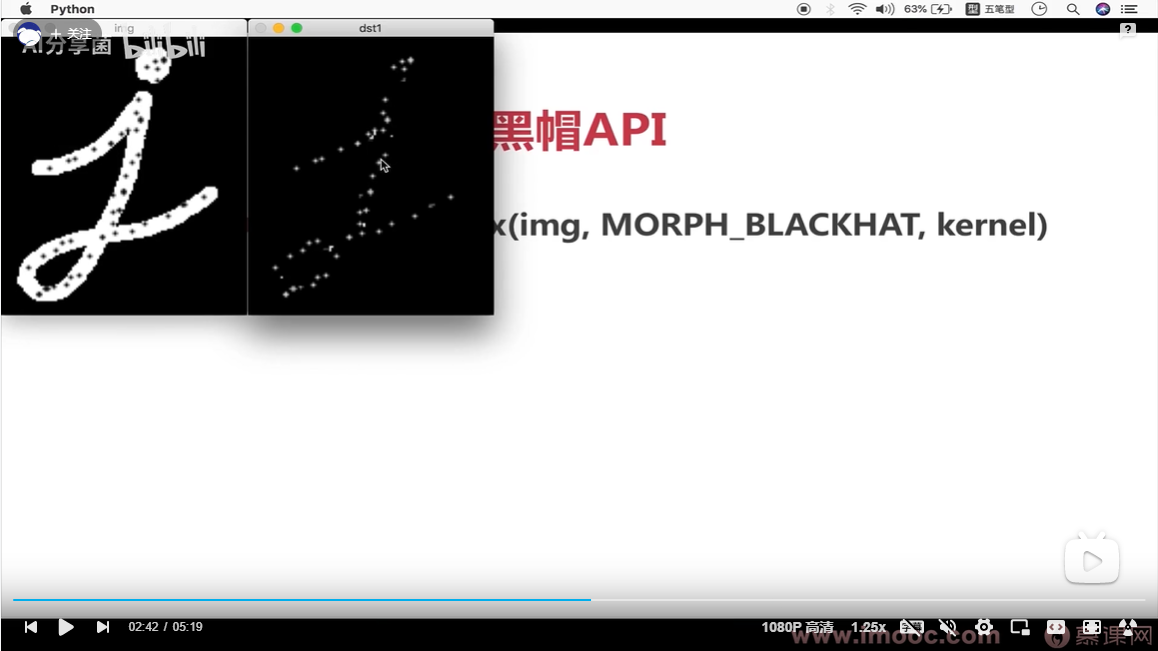 Python
63%
五笔型
+ 关注
img
dst1
AI分享菌 bilibili
黑帽API
x(img, MORPH_BLACKHAT, kernel)
02:42 / 05:19
1080P 高清
1.25x
www.imooc.com
慕课网